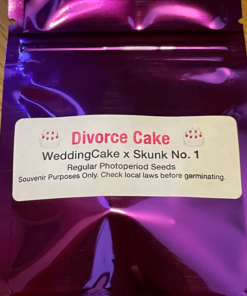 Divorce Cake
WeddingCake x Skunk No. 1
Regular Photoperiod Seeds
Souvenir Purposes Only. Check local laws before germinating.